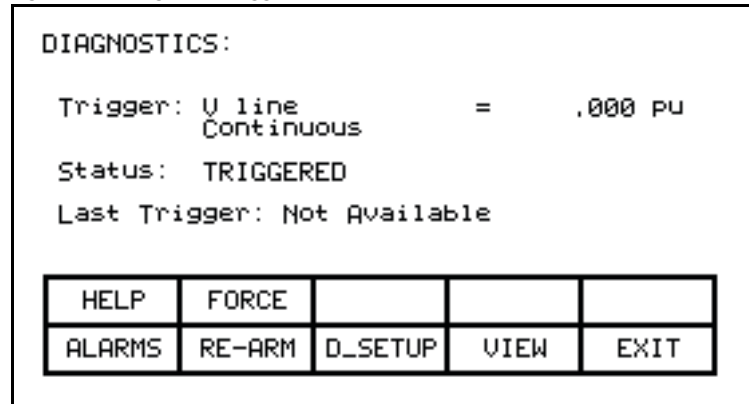 DIAGNOSTICS:
Trigger: V line = .000 pu
Continuous
Status: TRIGGERED
Last Trigger: Not Available
HELP FORCE
ALARMS RE-ARM D_SETUP VIEW EXIT